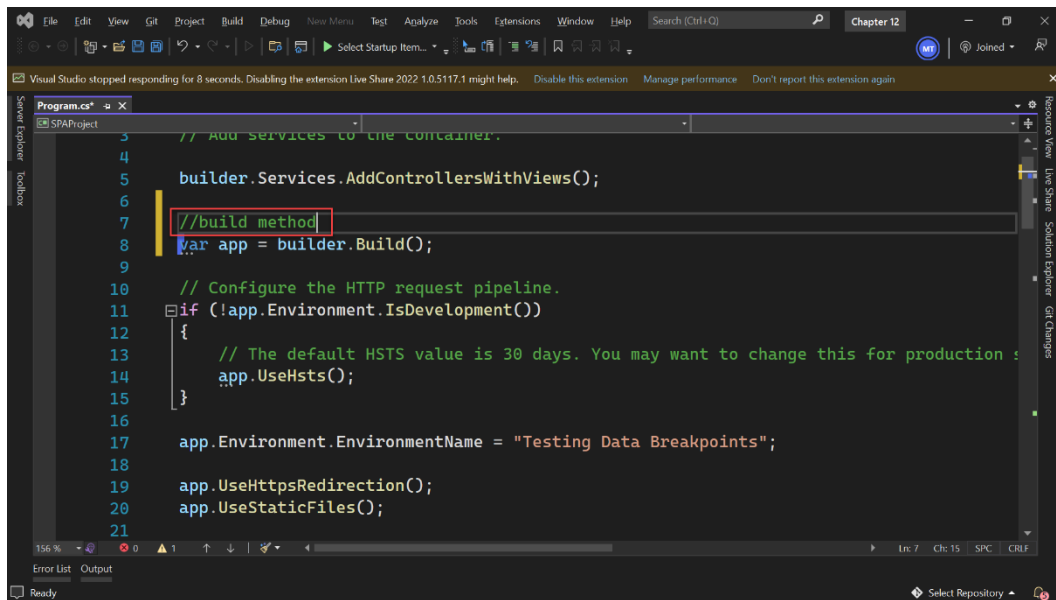 File Edit View Git Project Build Debug New Menu Test Analyze Tools Extensions Window Help Search (Ctrl+Q) Chapter 12
Select Startup Item... MT Joined
Visual Studio stopped responding for 8 seconds. Disabling the extension Live Share 2022 1.0.5117.1 might help. Disable this extension Manage performance Don't report this extension again
Server Explorer
Toolbox
Program.cs*
SPAProject
3 // Add services to the container.
4
5 builder.Services.AddControllersWithViews();
6
7 //build method
8 var app = builder.Build();
9
10 // Configure the HTTP request pipeline.
11 if (!app.Environment.IsDevelopment())
12 {
13 // The default HSTS value is 30 days. You may want to change this for production s
14 app.UseHsts();
15 }
16
17 app.Environment.EnvironmentName = "Testing Data Breakpoints";
18
19 app.UseHttpsRedirection();
20 app.UseStaticFiles();
21
Resource View
Live Share
Solution Explorer
Git Changes
156 % 0 1 Ln: 7 Ch: 15 SPC CRLF
Error List Output
Ready Select Repository